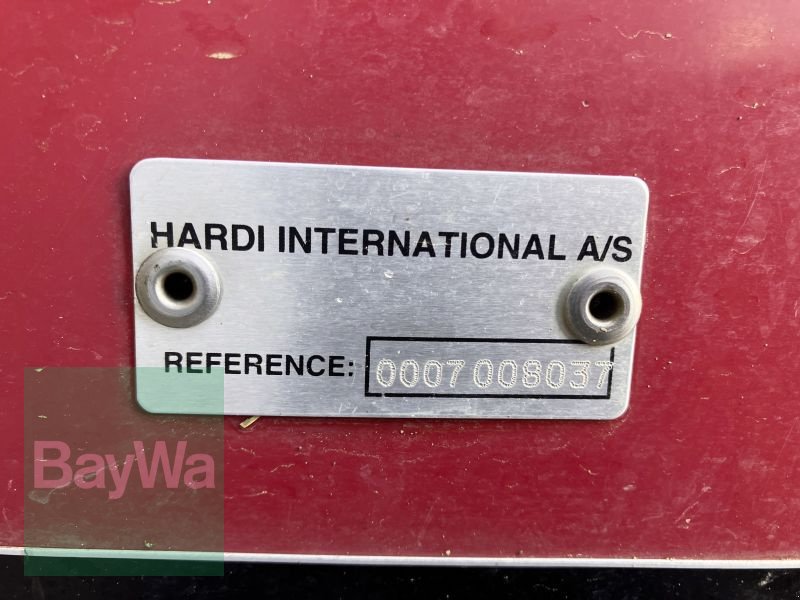 HARDI INTERNATIONAL A/S
REFERENCE: 0007008037
BayWa